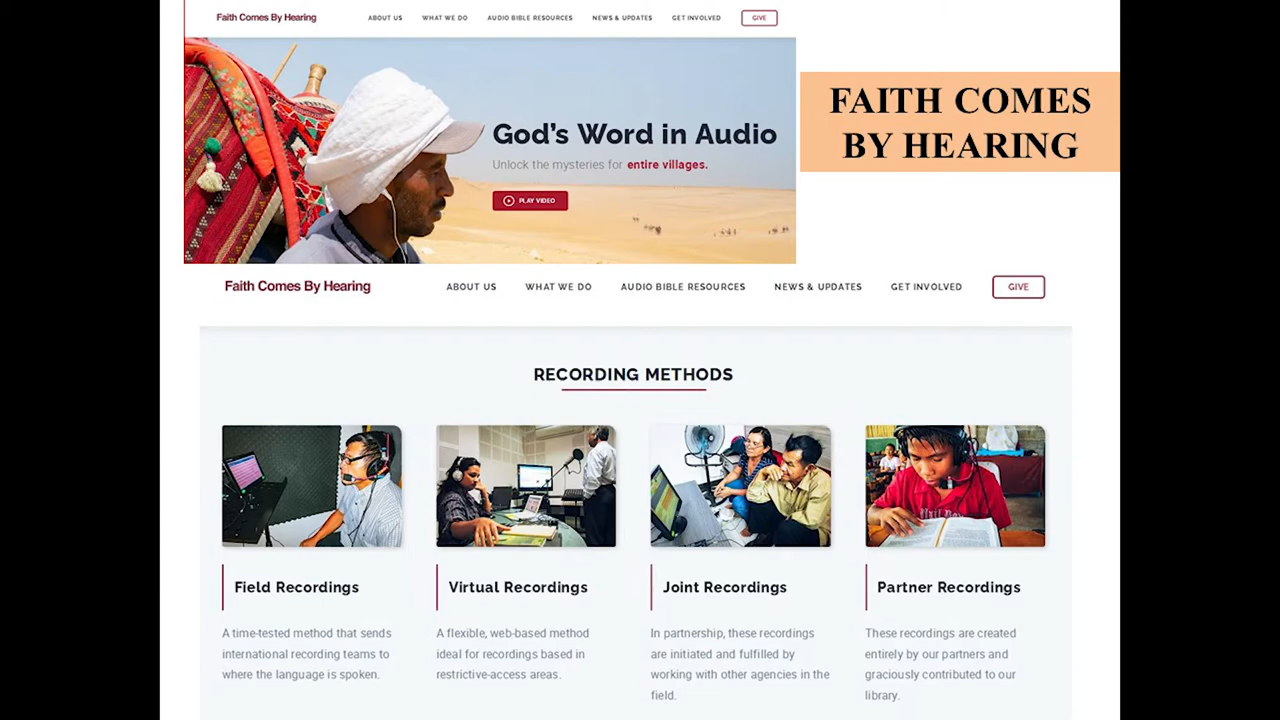 Faith Comes By Hearing
ABOUT US WHAT WE DO AUDIO BIBLE RESOURCES NEWS & UPDATES GET INVOLVED GIVE
God's Word in Audio
Unlock the mysteries for entire villages.
PLAY VIDEO
FAITH COMES
BY HEARING
Faith Comes By Hearing
ABOUT US WHAT WE DO AUDIO BIBLE RESOURCES NEWS & UPDATES GET INVOLVED GIVE
RECORDING METHODS
Field Recordings
A time-tested method that sends
international recording teams to
where the language is spoken.
Virtual Recordings
A flexible, web-based method
ideal for recordings based in
restrictive-access areas.
Joint Recordings
In partnership, these recordings
are initiated and fulfilled by
working with other agencies in the
field.
Partner Recordings
These recordings are created
entirely by our partners and
graciously contributed to our
library.